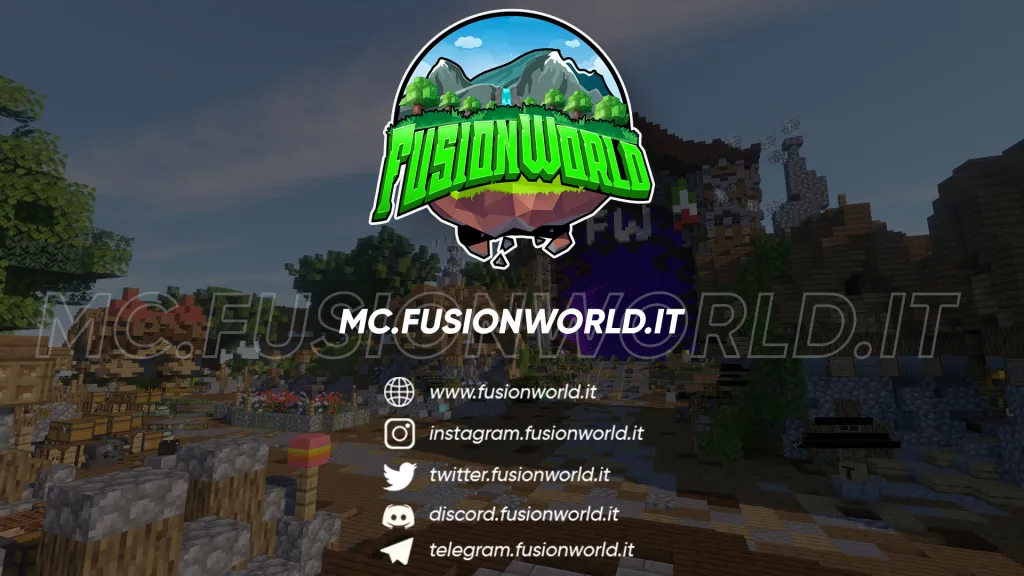 FUSIONWORLD
FW
MC.FUSIONWORLD.IT
MC.FUSIONWORLD.IT
www.fusionworld.it
instagram.fusionworld.it
twitter.fusionworld.it
discord.fusionworld.it
telegram.fusionworld.it